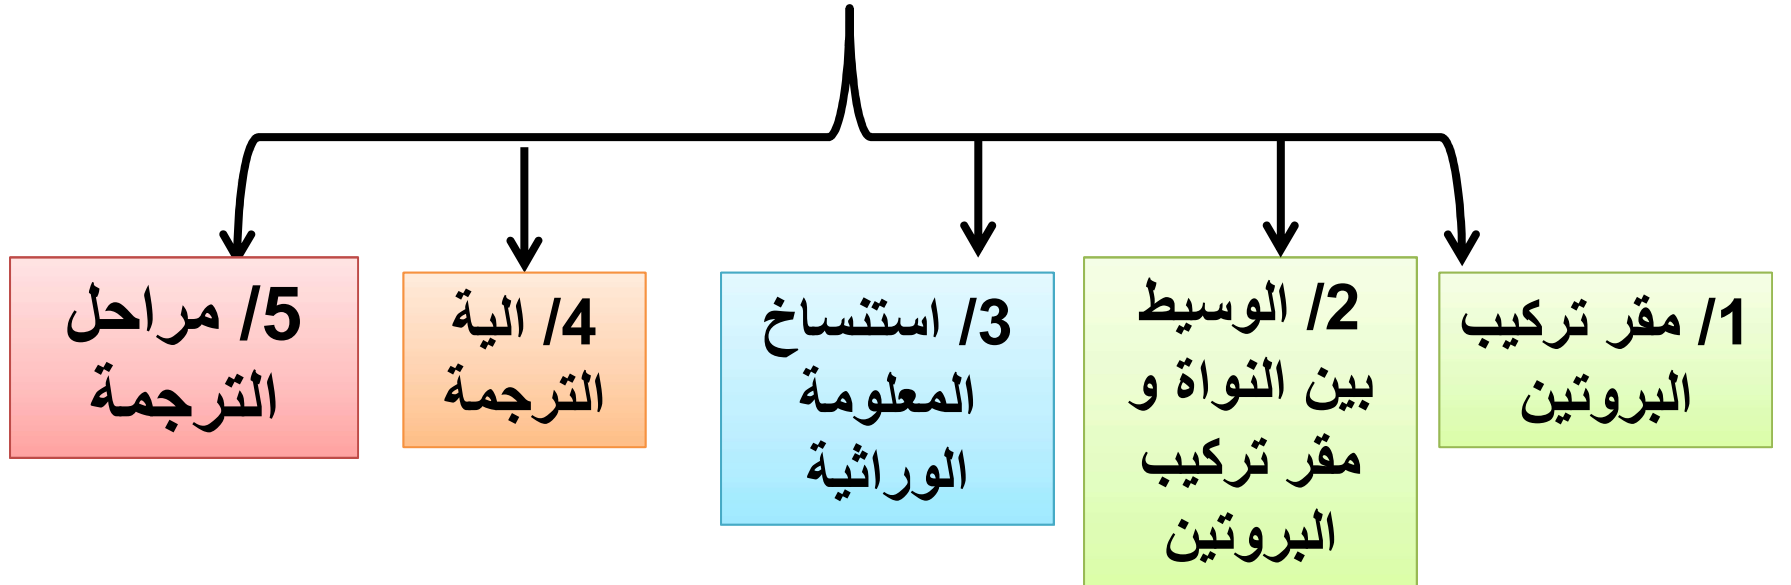 1/ مقر تركيب
البروتين
2/ الوسيط
بين النواة و
مقر تركيب
البروتين
3/ استنساخ
المعلومة
الوراثية
4/ الية
الترجمة
5/ مراحل
الترجمة